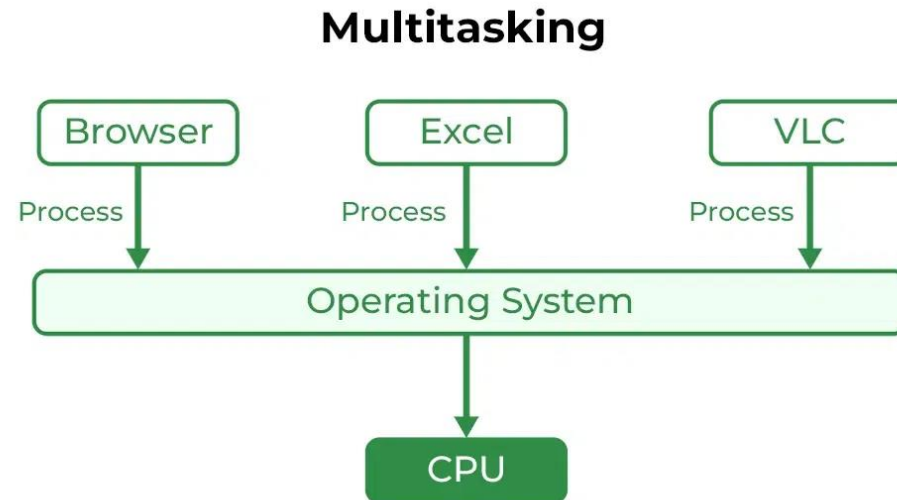 Multitasking
Browser
Excel
VLC
Process
Process
Process
Operating System
CPU